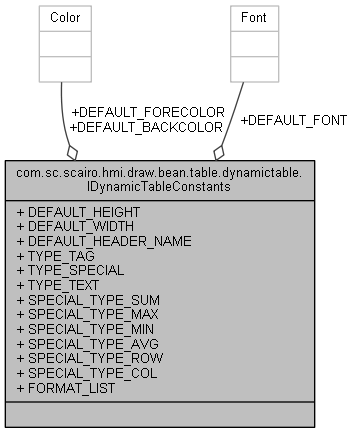 Color
Font
+DEFAULT_FORECOLOR
+DEFAULT_BACKCOLOR
+DEFAULT_FONT
com.sc.scairo.hmi.draw.bean.table.dynamictable.
IDynamicTableConstants
+ DEFAULT_HEIGHT
+ DEFAULT_WIDTH
+ DEFAULT_HEADER_NAME
+ TYPE_TAG
+ TYPE_SPECIAL
+ TYPE_TEXT
+ SPECIAL_TYPE_SUM
+ SPECIAL_TYPE_MAX
+ SPECIAL_TYPE_MIN
+ SPECIAL_TYPE_AVG
+ SPECIAL_TYPE_ROW
+ SPECIAL_TYPE_COL
+ FORMAT_LIST